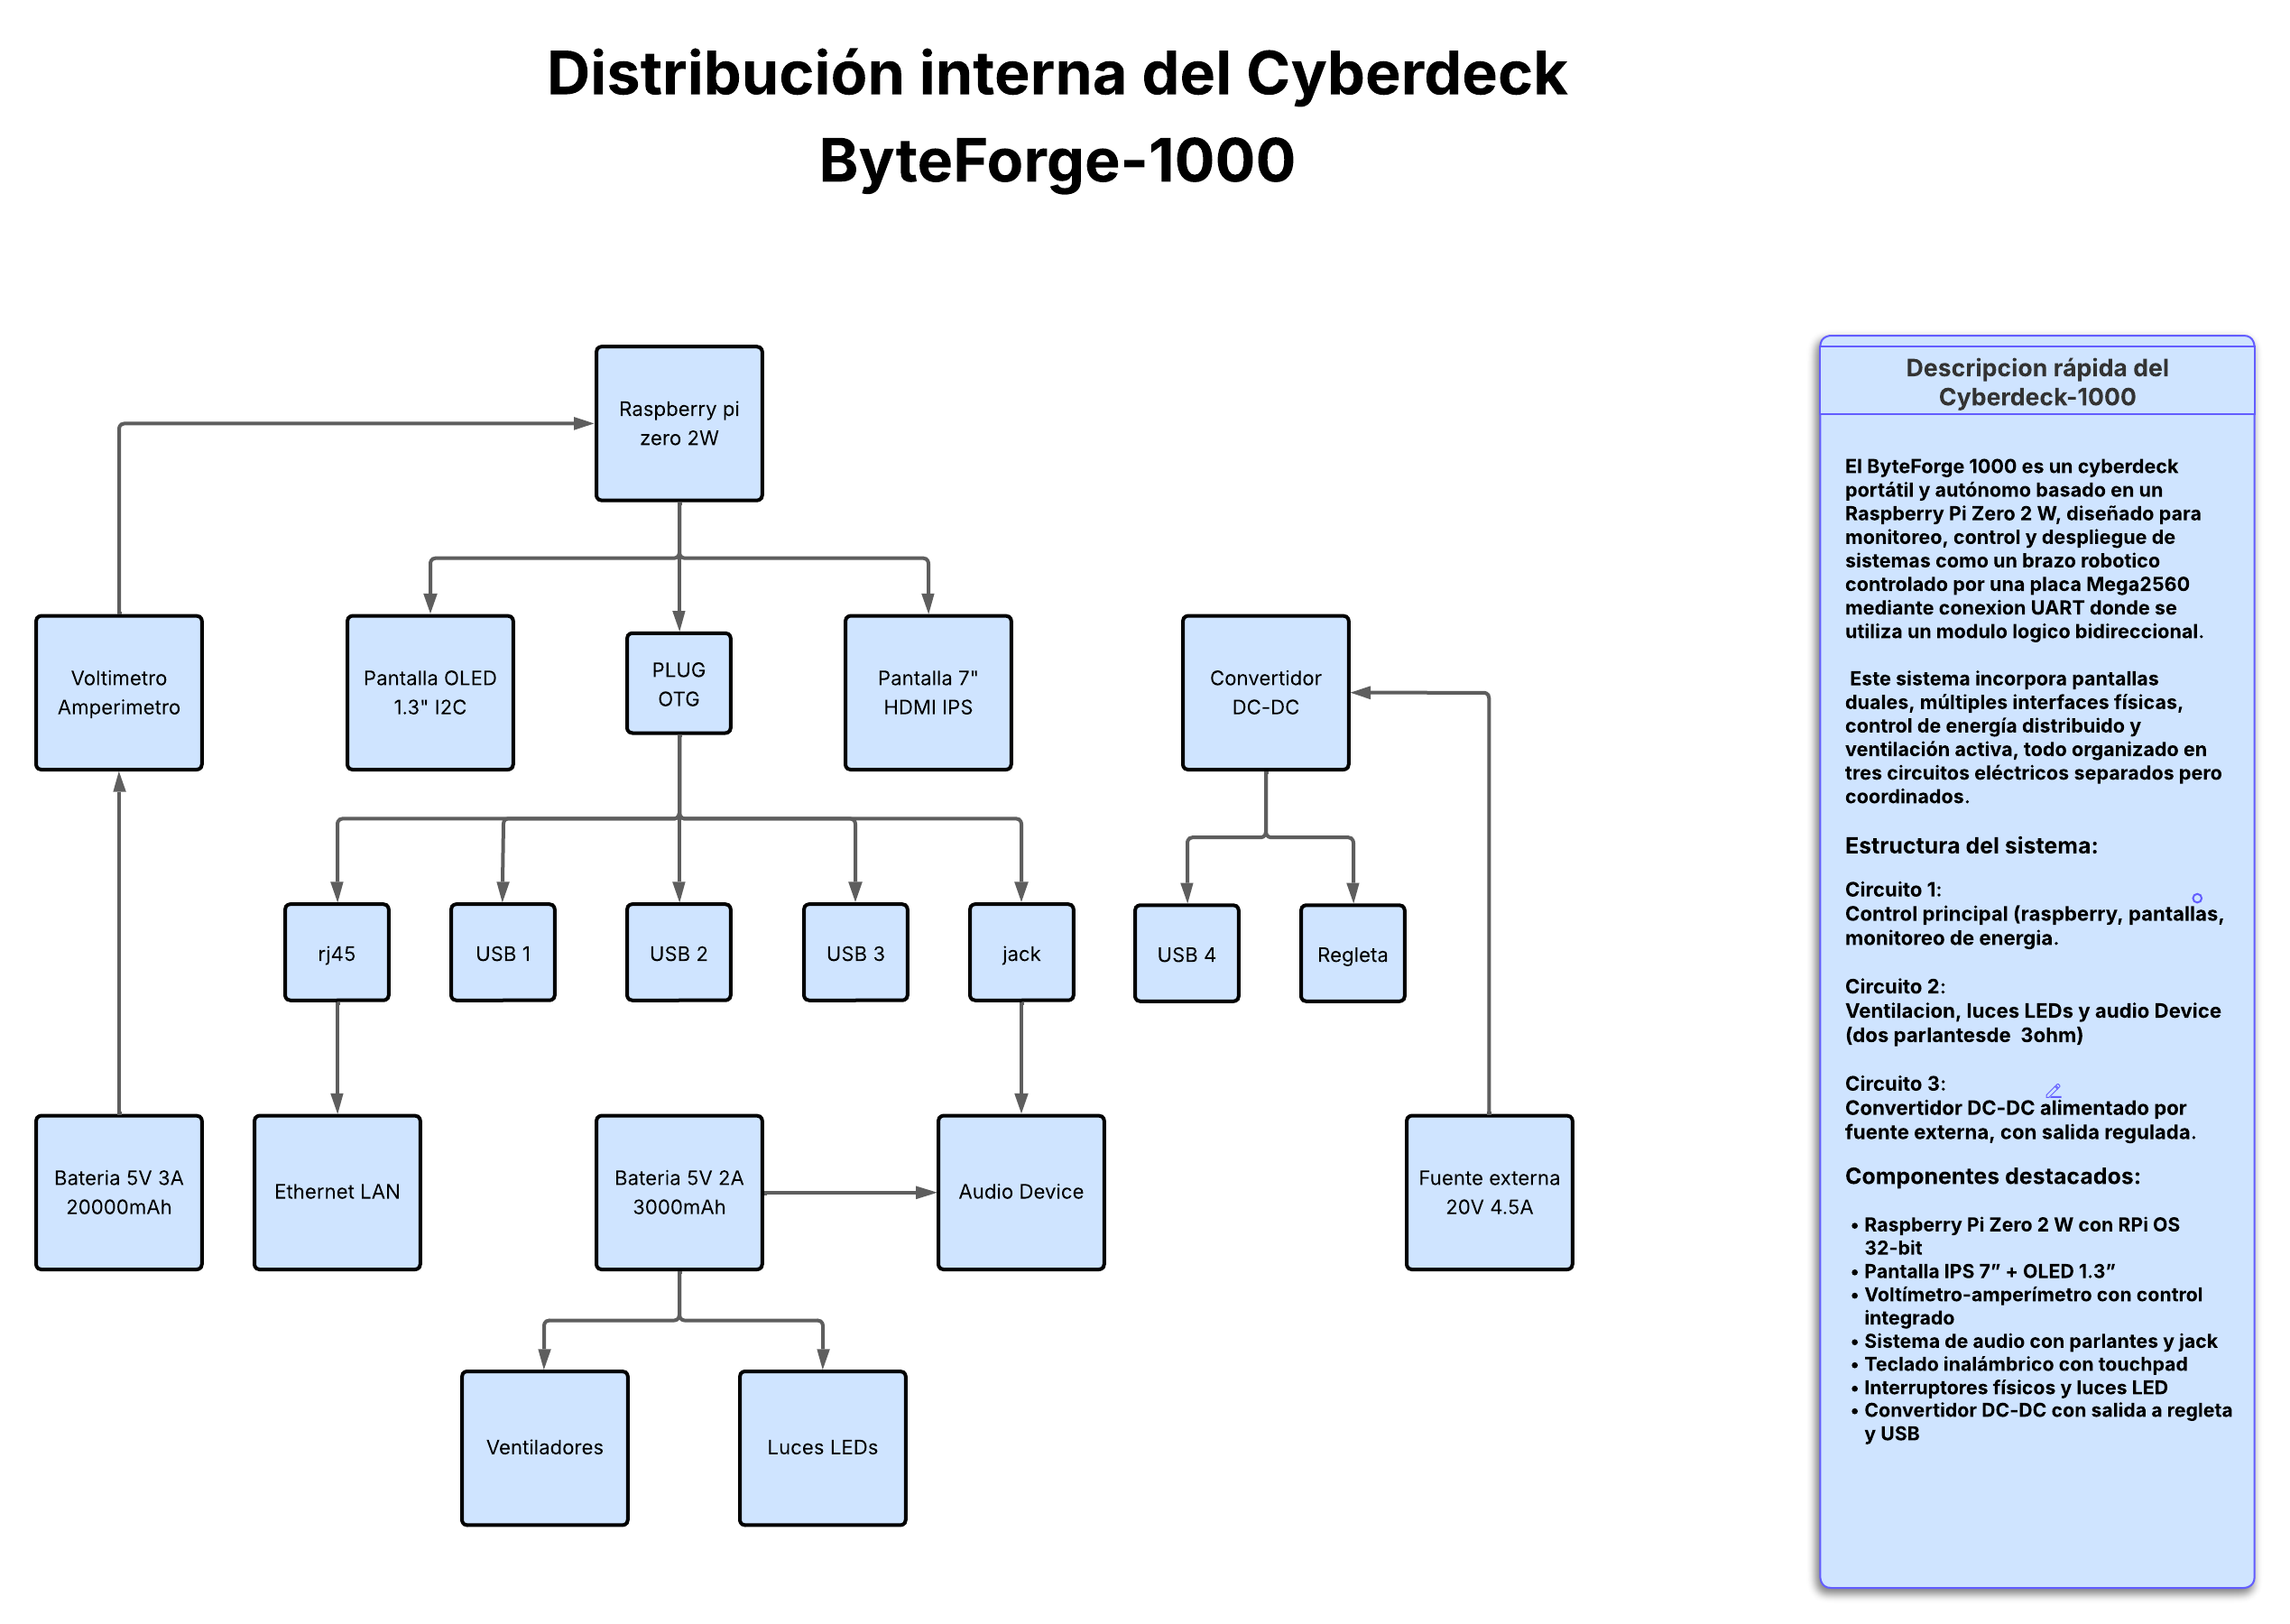 Distribución interna del Cyberdeck
ByteForge-1000
Raspberry pi
zero 2W
Voltimetro
Amperimetro
Pantalla OLED
1.3" I2C
PLUG
OTG
Pantalla 7"
HDMI IPS
Convertidor
DC-DC
rj45
USB 1
USB 2
USB 3
jack
USB 4
Regleta
Bateria 5V 3A
20000mAh
Ethernet LAN
Bateria 5V 2A
3000mAh
Audio Device
Fuente externa
20V 4.5A
Ventiladores
Luces LEDs
Descripcion rápida del
Cyberdeck-1000
El ByteForge 1000 es un cyberdeck
portátil y autónomo basado en un
Raspberry Pi Zero 2 W, diseñado para
monitoreo, control y despliegue de
sistemas como un brazo robotico
controlado por una placa Mega2560
mediante conexion UART donde se
utiliza un modulo logico bidireccional.
Este sistema incorpora pantallas
duales, múltiples interfaces físicas,
control de energía distribuido y
ventilación activa, todo organizado en
tres circuitos eléctricos separados pero
coordinados.
Estructura del sistema:
Circuito 1:
Control principal (raspberry, pantallas,
monitoreo de energia.
Circuito 2:
Ventilacion, luces LEDs y audio Device
(dos parlantesde  3ohm)
Circuito 3:
Convertidor DC-DC alimentado por
fuente externa, con salida regulada.
Componentes destacados:
• Raspberry Pi Zero 2 W con RPi OS
32-bit
• Pantalla IPS 7” + OLED 1.3”
• Voltímetro-amperímetro con control
integrado
• Sistema de audio con parlantes y jack
• Teclado inalámbrico con touchpad
• Interruptores físicos y luces LED
• Convertidor DC-DC con salida a regleta
y USB